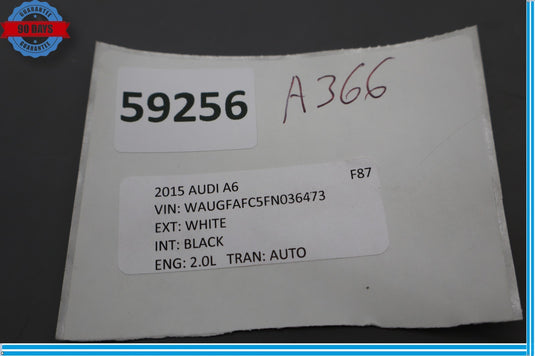 GUARANTEE
90 DAYS
GUARANTEE
59256
A366
2015 AUDI A6 F87
VIN: WAUGFAFC5FN036473
EXT: WHITE
INT: BLACK
ENG: 2.0L TRAN: AUTO